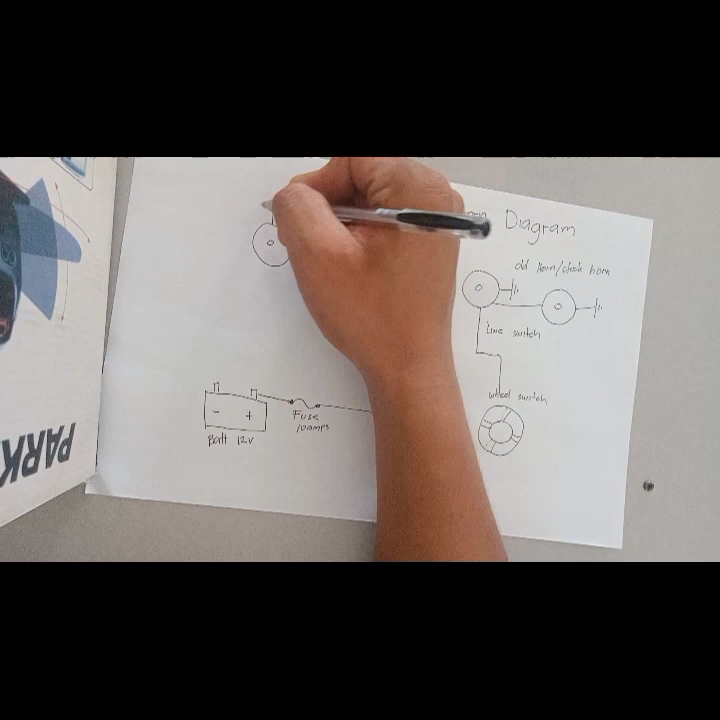 Diagram
old Horn/stock horn
Line switch
wheel switch
- +
Fuse
10amps
Batt 12v
PARK